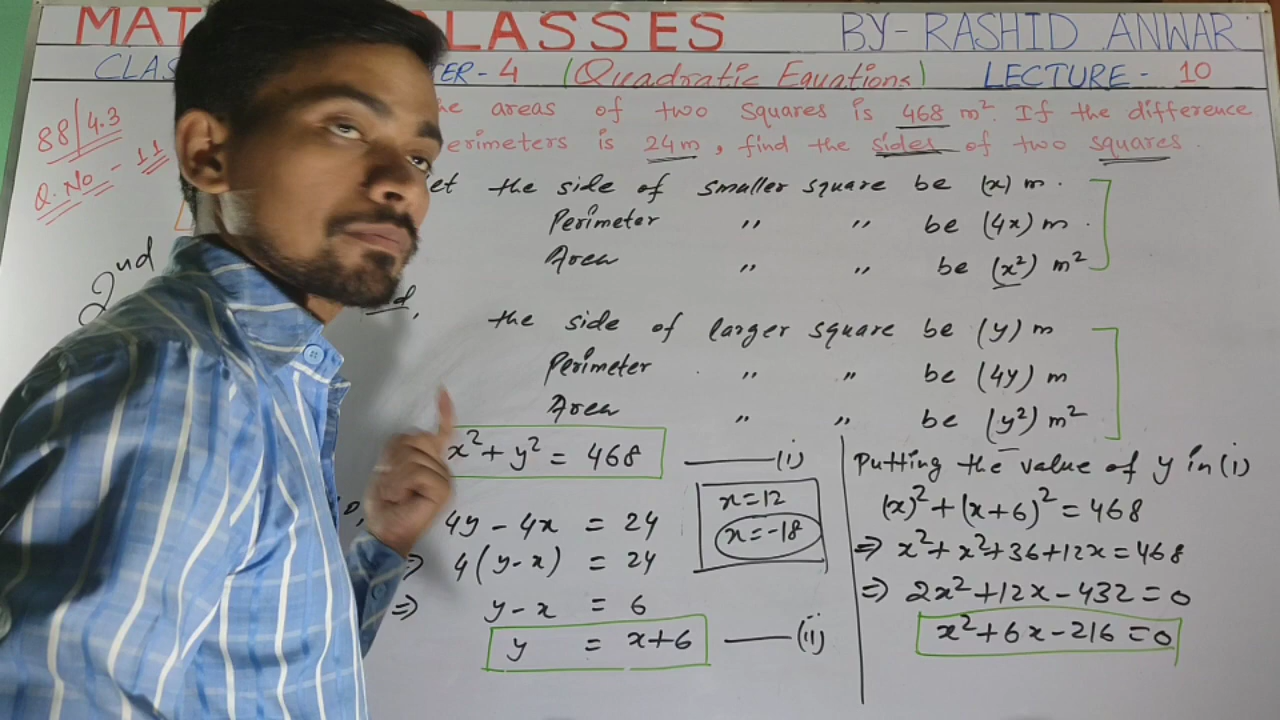 MAT LASSES BY-RASHID ANWAR
CLAS TER-4 (Quadratic Equations) LECTURE-10
88/4.3
Q.No-11
he areas of two squares is 468 m². If the difference
erimeters is 24m, find the sides of two squares.
et the side of smaller square be (x) m.
Perimeter ,, ,, be (4x) m.
Area ,, ,, be (x²) m²
2nd
d,
the side of larger square be (y) m
Perimeter ,, ,, be (4y) m
Area ,, ,, be (y²) m²
x²+y² = 468 —(i)
4y-4x = 24
⇒ 4(y-x) = 24
⇒ y-x = 6
y = x+6 —(ii)
x=12
x=-18
Putting the value of y in(i)
(x)²+(x+6)²=468
⇒ x²+x²+36+12x=468
⇒ 2x²+12x-432=0
x²+6x-216=0